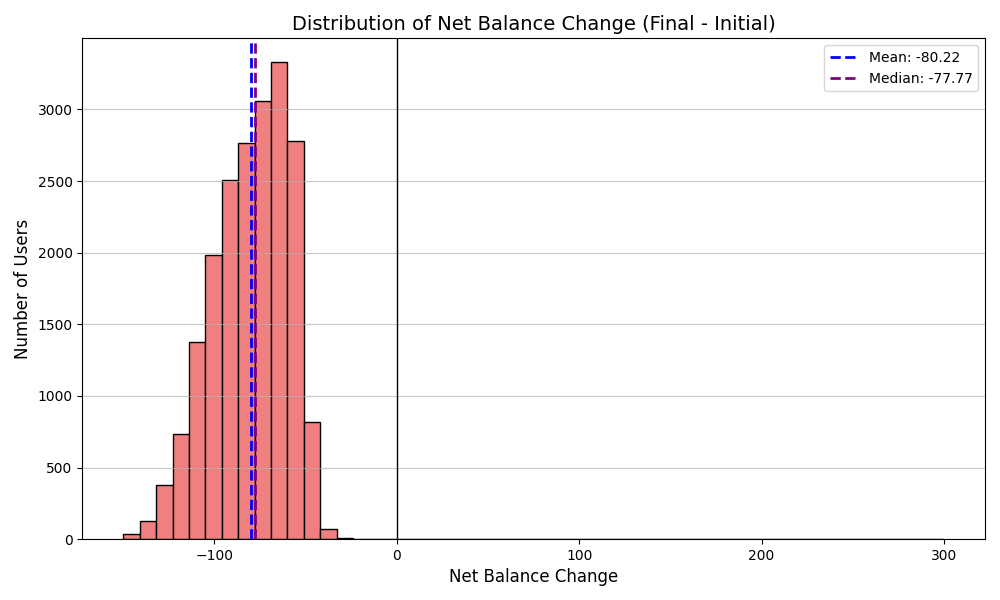 Distribution of Net Balance Change (Final - Initial)
Mean: -80.22
Median: -77.77
Number of Users
3000
2500
2000
1500
1000
500
0
−100
0
100
200
300
Net Balance Change